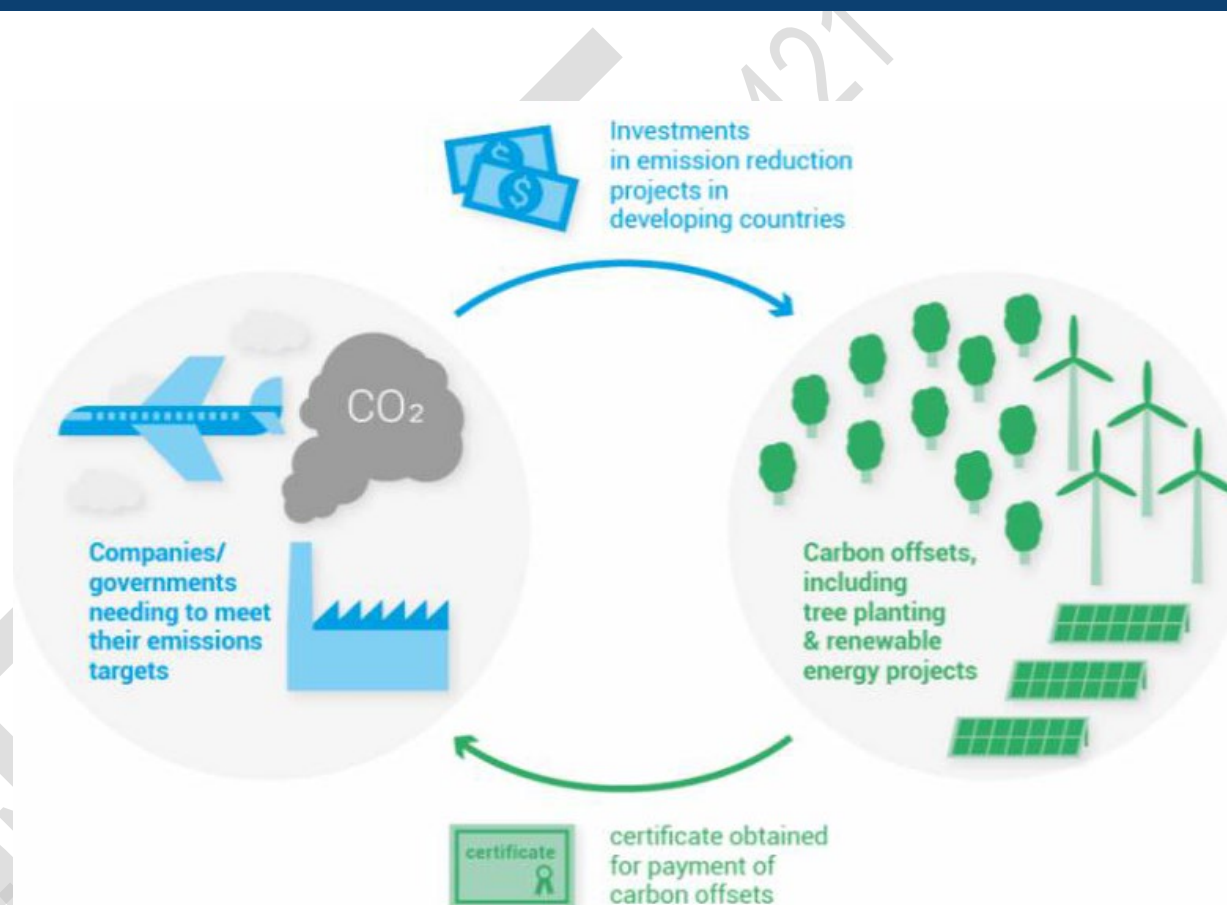 421
Investments
in emission reduction
projects in
developing countries
CO₂
Companies/
governments
needing to meet
their emissions
targets
Carbon offsets,
including
tree planting
& renewable
energy projects
certificate
certificate obtained
for payment of
carbon offsets